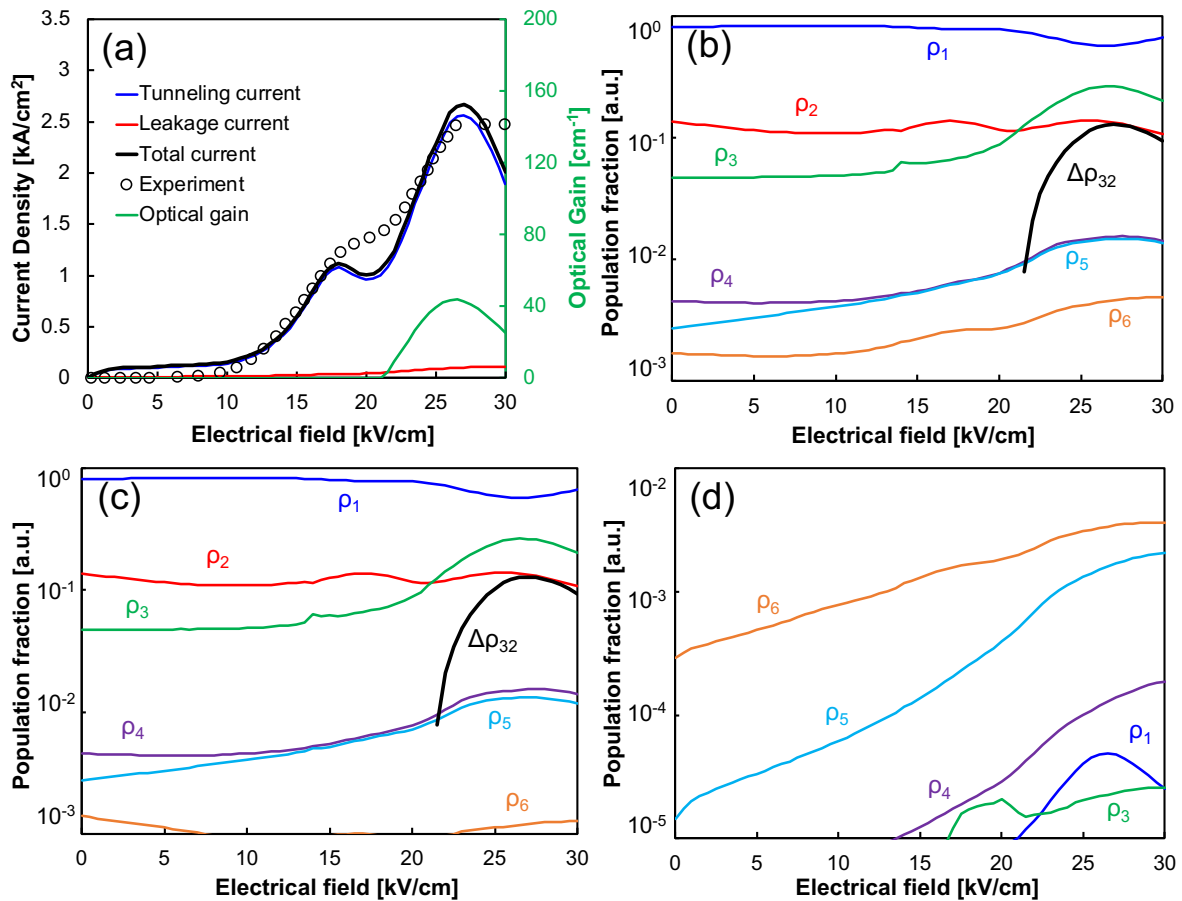 (a)
Current Density [kA/cm²]
3.5
3
2.5
2
1.5
1
0.5
0
Tunneling current
Leakage current
Total current
Experiment
Optical gain
200
160
120
80
40
0
Optical Gain [cm⁻¹]
0 5 10 15 20 25 30
Electrical field [kV/cm]
(b)
Population fraction [a.u.]
10⁰
10⁻¹
10⁻²
10⁻³
ρ₁
ρ₂
ρ₃
Δρ₃₂
ρ₄
ρ₅
ρ₆
0 5 10 15 20 25 30
Electrical field [kV/cm]
(c)
Population fraction [a.u.]
10⁰
10⁻¹
10⁻²
10⁻³
ρ₁
ρ₂
ρ₃
Δρ₃₂
ρ₄
ρ₅
ρ₆
0 5 10 15 20 25 30
Electrical field [kV/cm]
(d)
Population fraction [a.u.]
10⁻²
10⁻³
10⁻⁴
10⁻⁵
ρ₆
ρ₅
ρ₄
ρ₁
ρ₃
0 5 10 15 20 25 30
Electrical field [kV/cm]